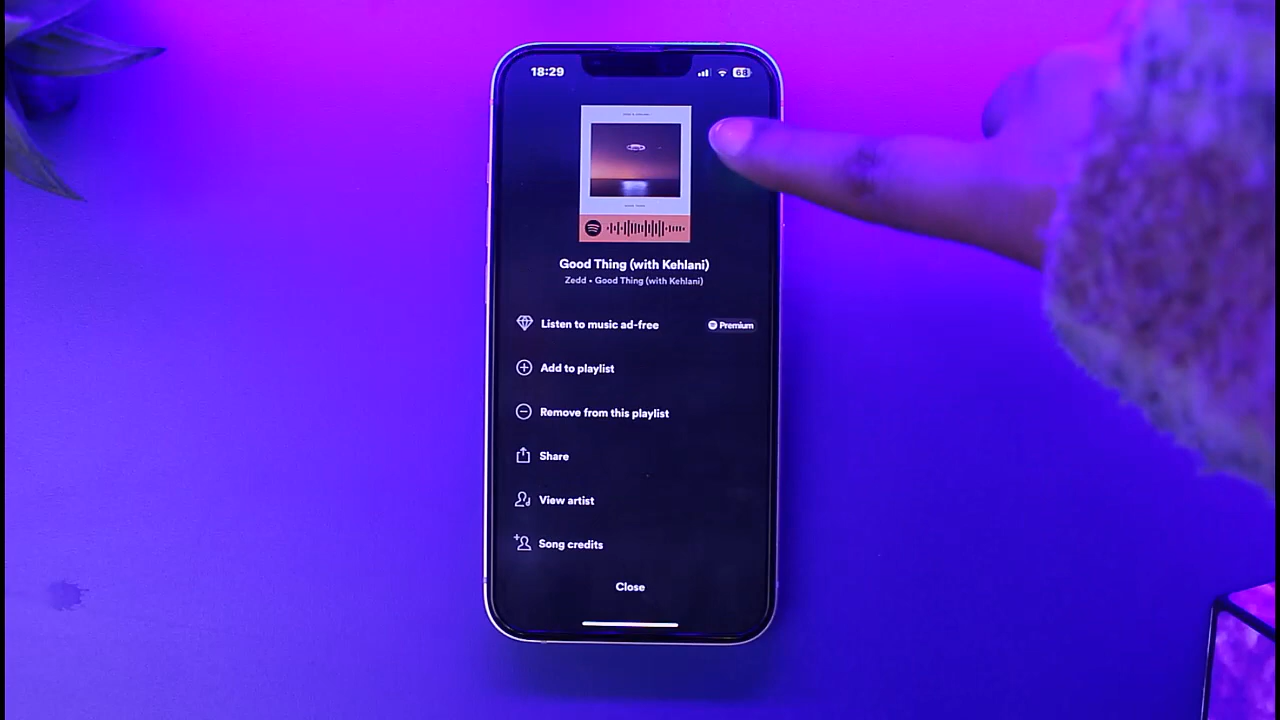 18:29
68
Good Thing (with Kehlani)
Zedd • Good Thing (with Kehlani)
Listen to music ad-free
Premium
Add to playlist
Remove from this playlist
Share
View artist
Song credits
Close